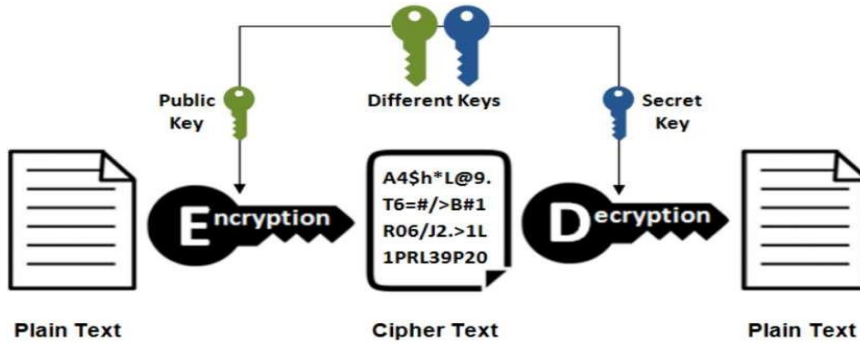 Public
Key
Different Keys
Secret
Key
Encryption
A4$h*L@9.
T6=#/>B#1
R06/J2.>1L
1PRL39P20
Decryption
Plain Text
Cipher Text
Plain Text